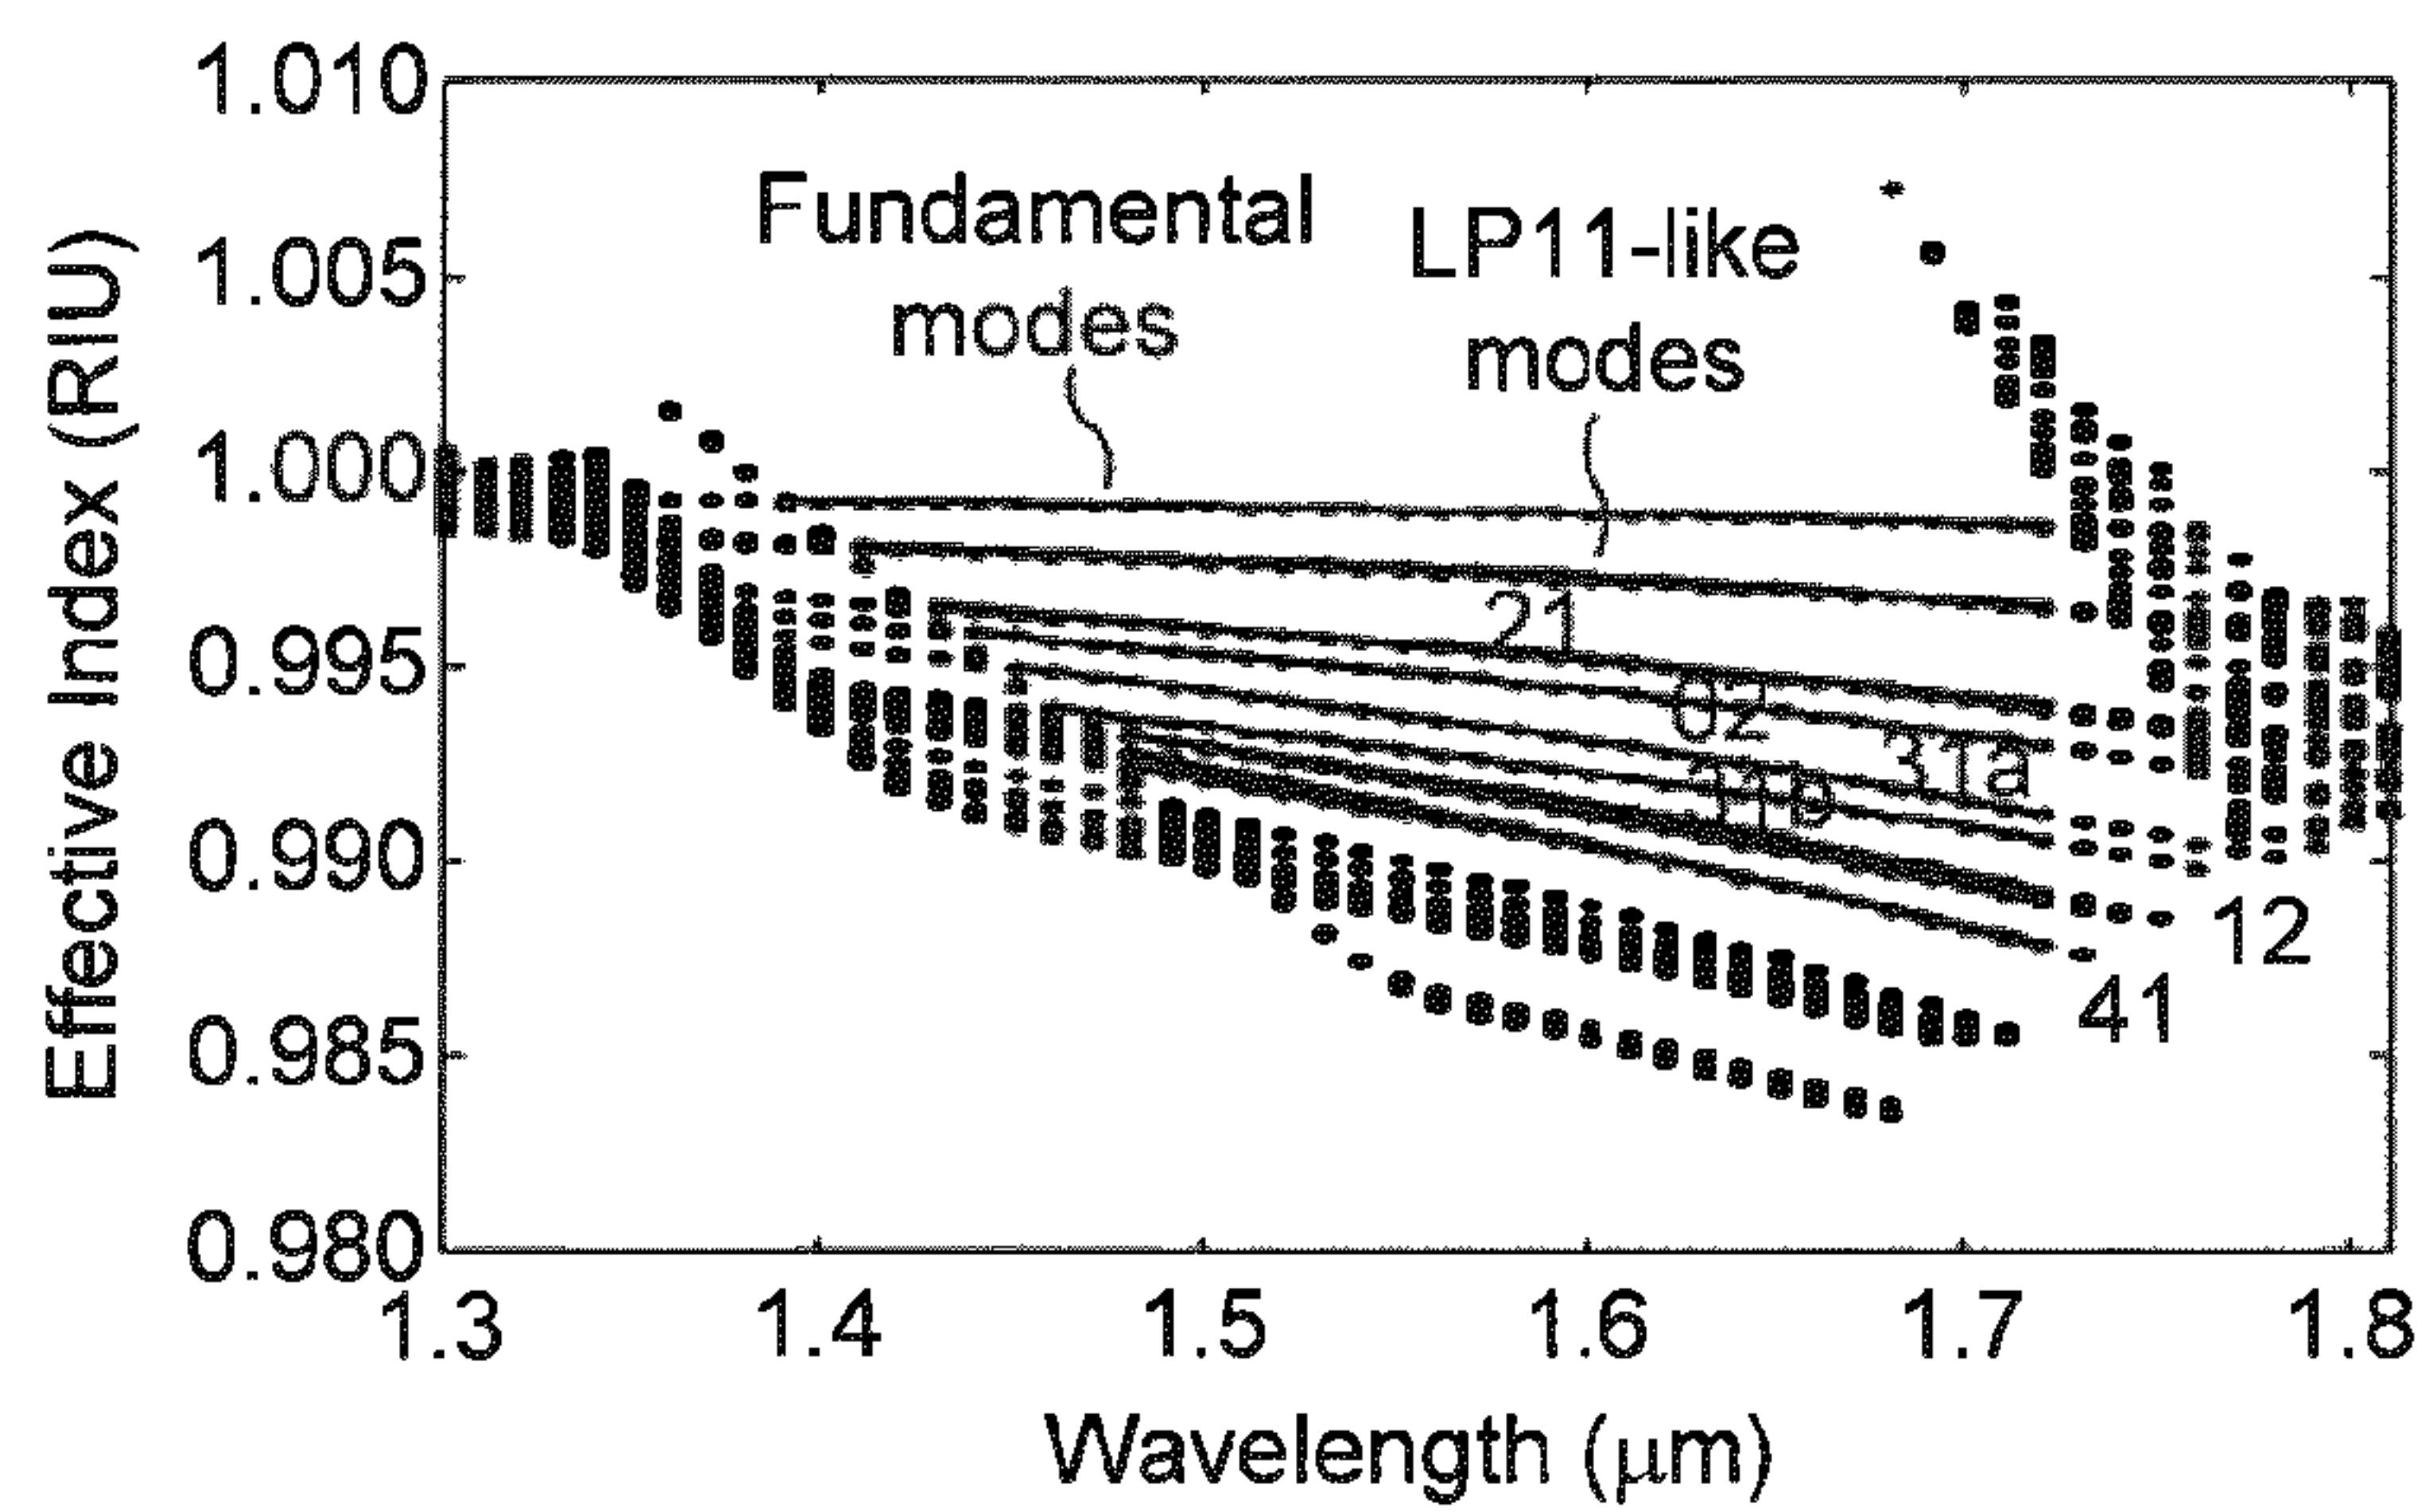 1.010
1.005
1.000
0.995
0.990
0.985
0.980
Effective Index (RIU)
Fundamental
modes
LP11-like
modes
21
02
31a
12
41
1.3
1.4
1.5
1.6
1.7
1.8
Wavelength (μm)